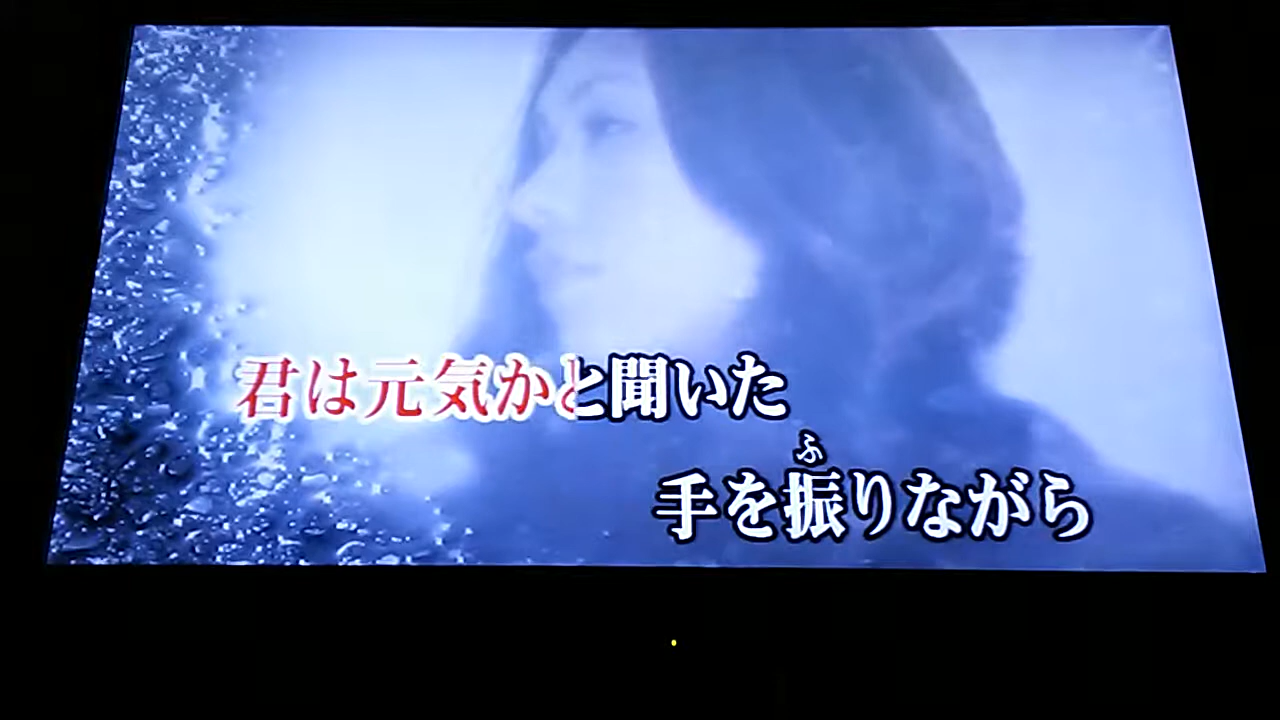 君は元気かと聞いた
ふ
手を振りながら